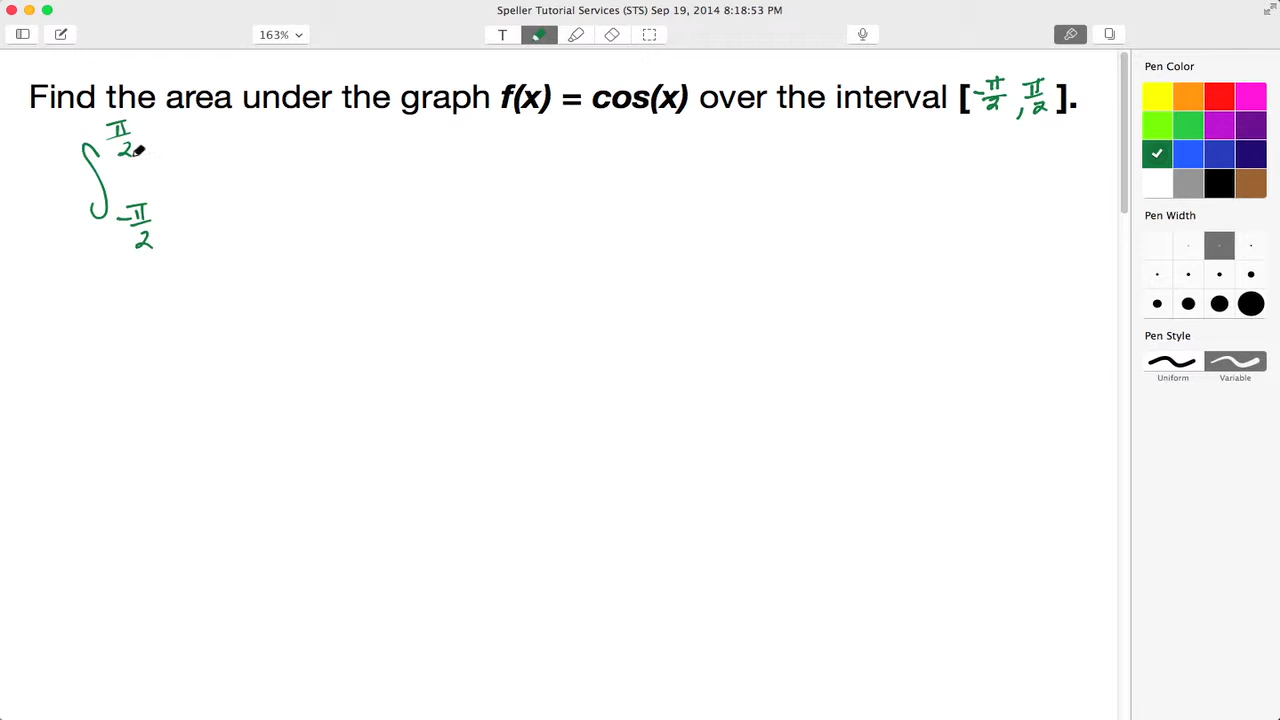 Speller Tutorial Services (STS) Sep 19, 2014 8:18:53 PM
163%
T
Find the area under the graph f(x) = cos(x) over the interval [-π/2, π/2].
∫
π/2
-π/2
Pen Color
Pen Width
Pen Style
Uniform Variable